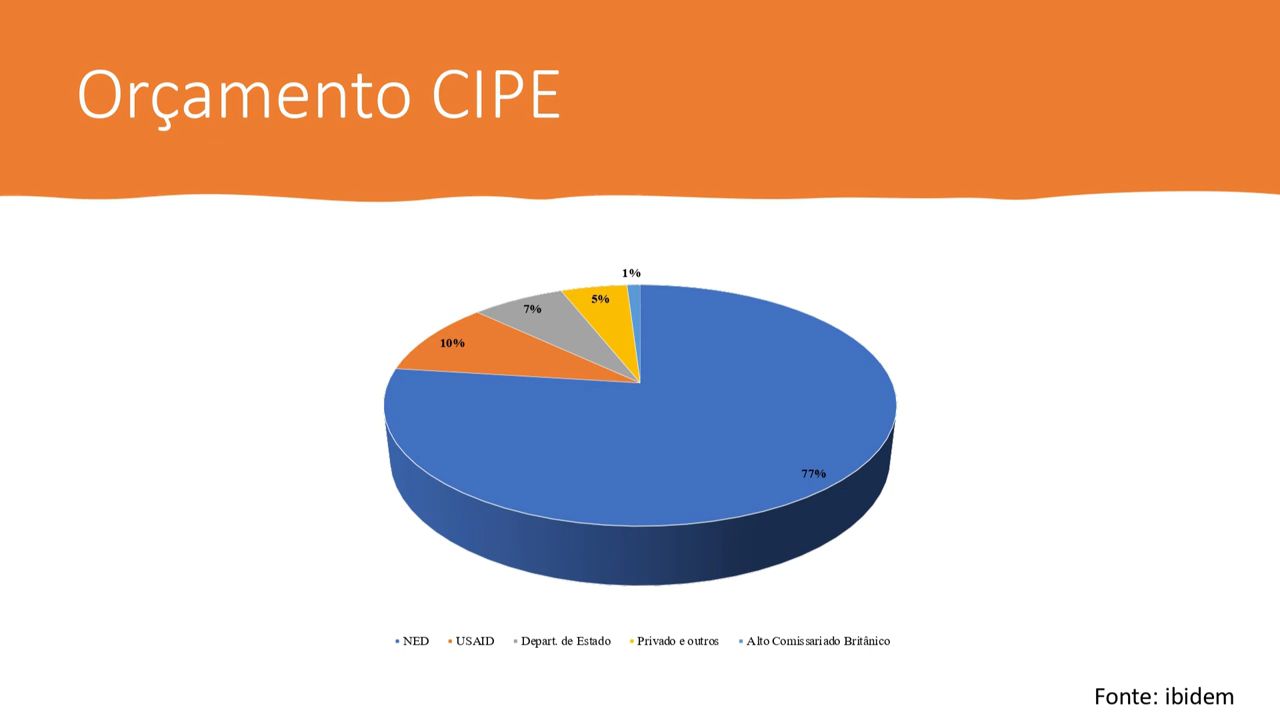 Orçamento CIPE
1%
5%
7%
10%
77%
NED USAID Depart. de Estado Privado e outros Alto Comissariado Britânico
Fonte: ibidem